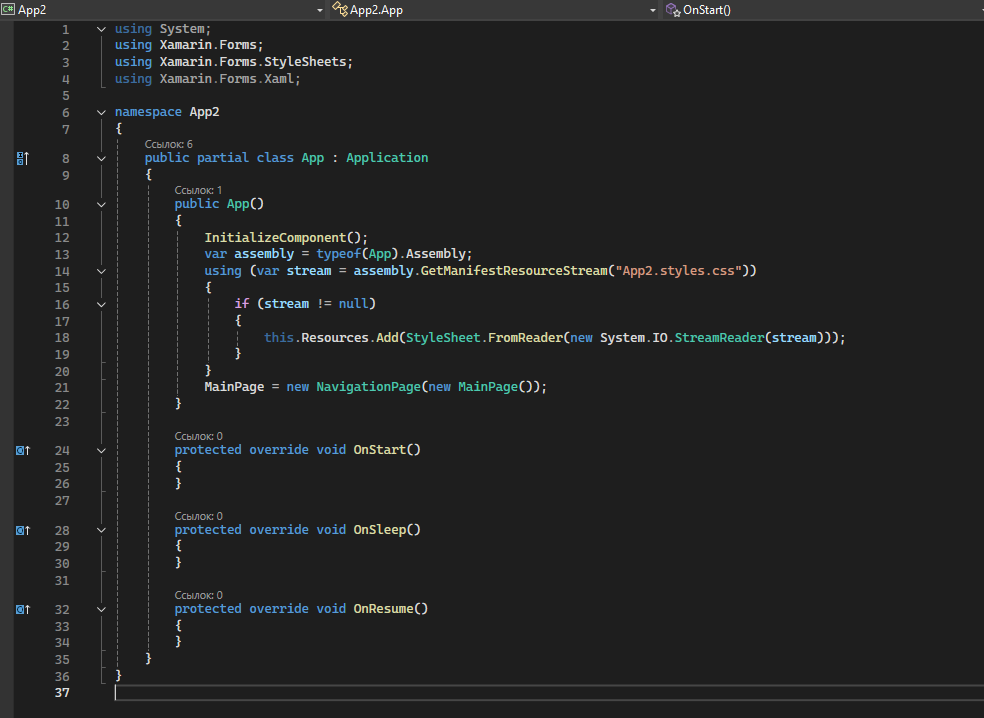 App2 App2.App OnStart()
1 using System;
2 using Xamarin.Forms;
3 using Xamarin.Forms.StyleSheets;
4 using Xamarin.Forms.Xaml;
5
6 namespace App2
7 {
Ссылок: 6
8 public partial class App : Application
9 {
Ссылок: 1
10 public App()
11 {
12 InitializeComponent();
13 var assembly = typeof(App).Assembly;
14 using (var stream = assembly.GetManifestResourceStream("App2.styles.css"))
15 {
16 if (stream != null)
17 {
18 this.Resources.Add(StyleSheet.FromReader(new System.IO.StreamReader(stream)));
19 }
20 }
21 MainPage = new NavigationPage(new MainPage());
22 }
23
Ссылок: 0
24 protected override void OnStart()
25 {
26 }
27
Ссылок: 0
28 protected override void OnSleep()
29 {
30 }
31
Ссылок: 0
32 protected override void OnResume()
33 {
34 }
35 }
36 }
37